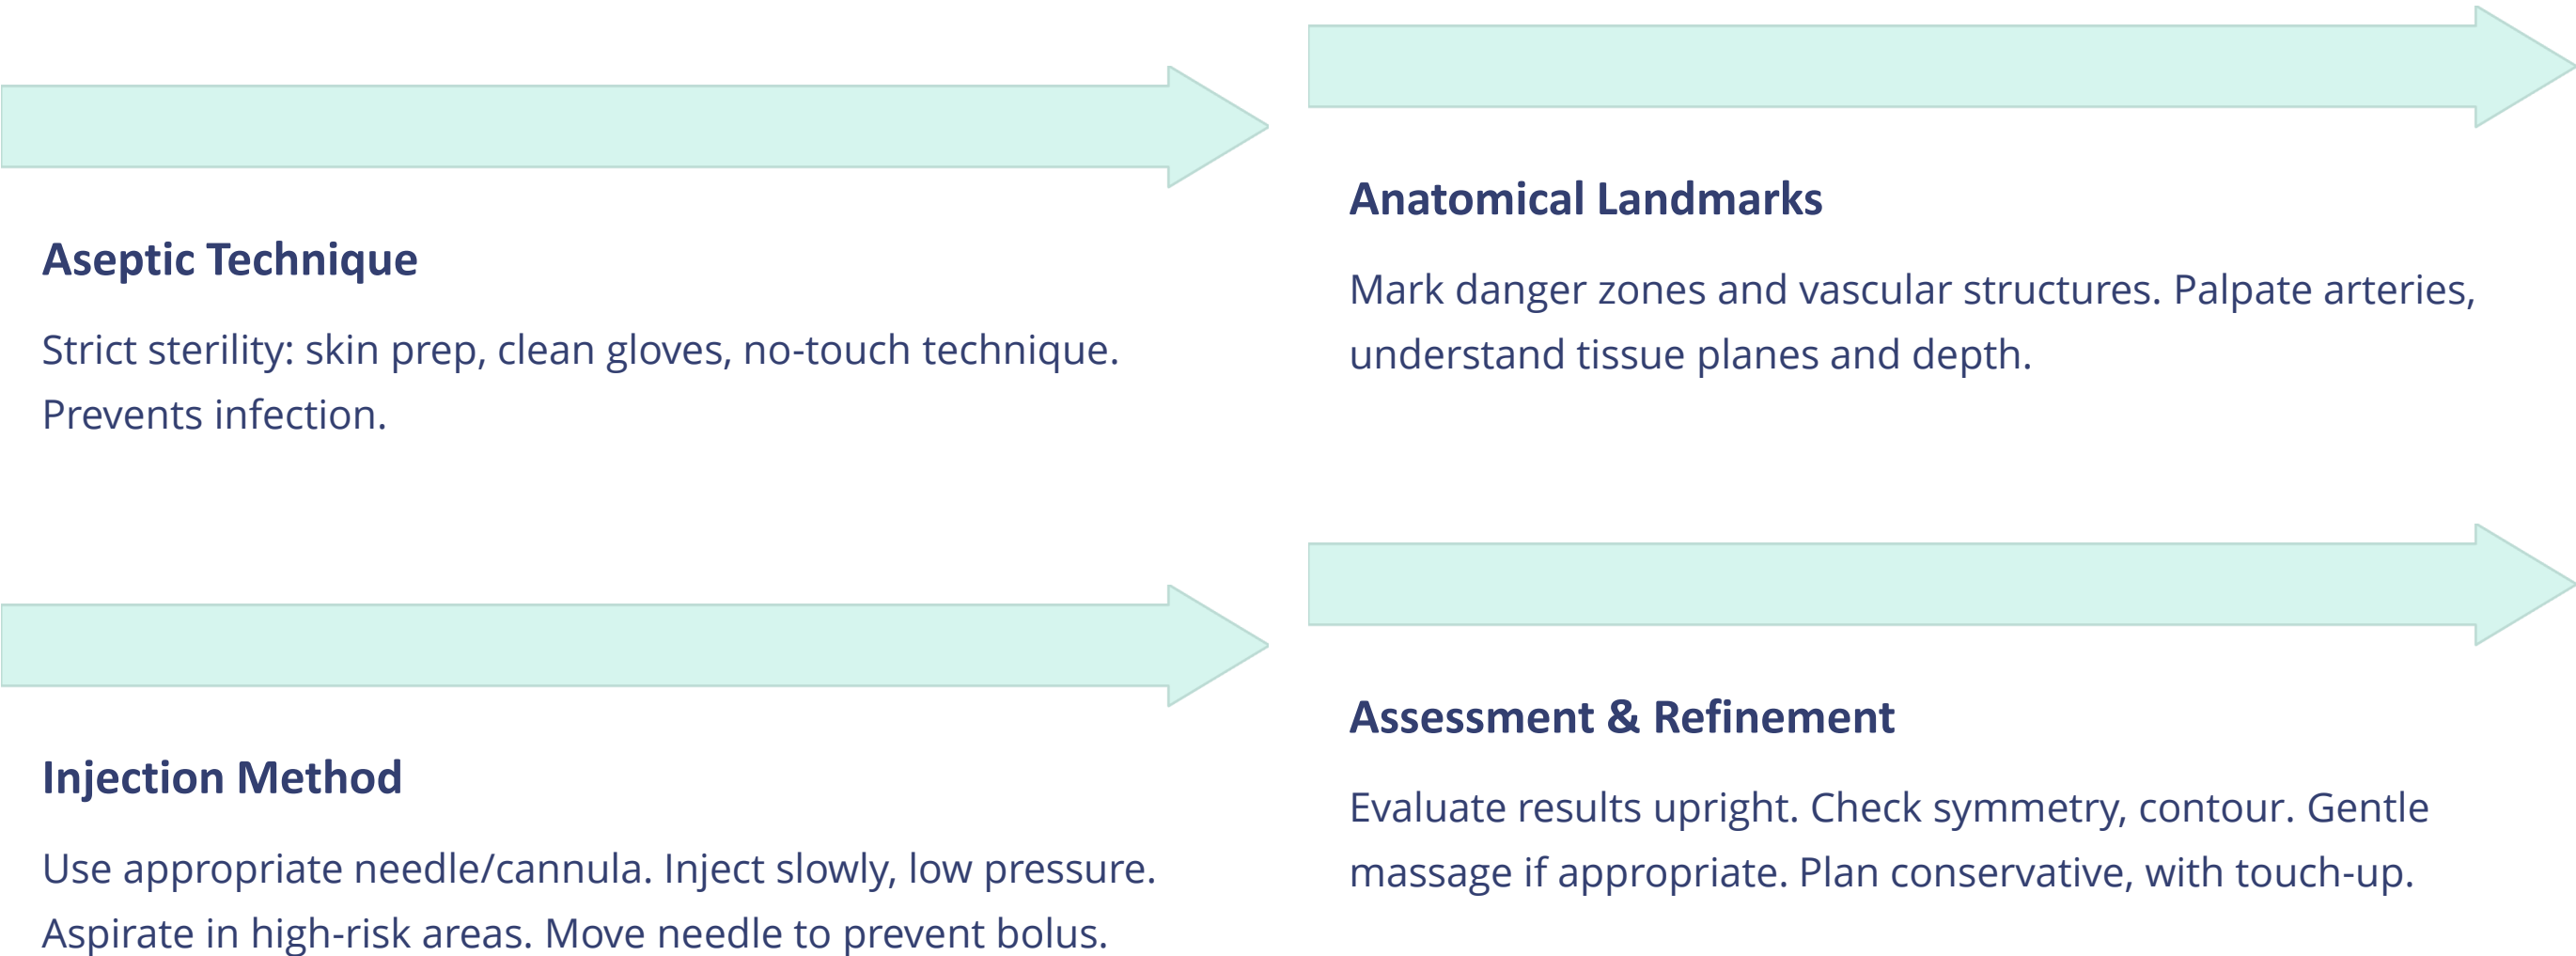 Aseptic Technique
Strict sterility: skin prep, clean gloves, no-touch technique.
Prevents infection.
Anatomical Landmarks
Mark danger zones and vascular structures. Palpate arteries,
understand tissue planes and depth.
Injection Method
Use appropriate needle/cannula. Inject slowly, low pressure.
Aspirate in high-risk areas. Move needle to prevent bolus.
Assessment & Refinement
Evaluate results upright. Check symmetry, contour. Gentle
massage if appropriate. Plan conservative, with touch-up.